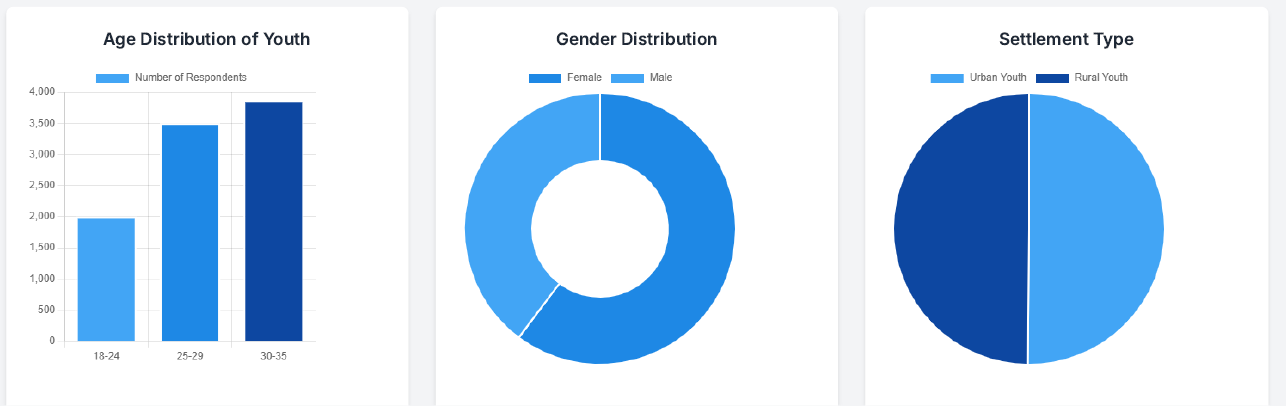 Age Distribution of Youth
Number of Respondents
4,000
3,500
3,000
2,500
2,000
1,500
1,000
500
0
18-24
25-29
30-35
Gender Distribution
Female
Male
Settlement Type
Urban Youth
Rural Youth